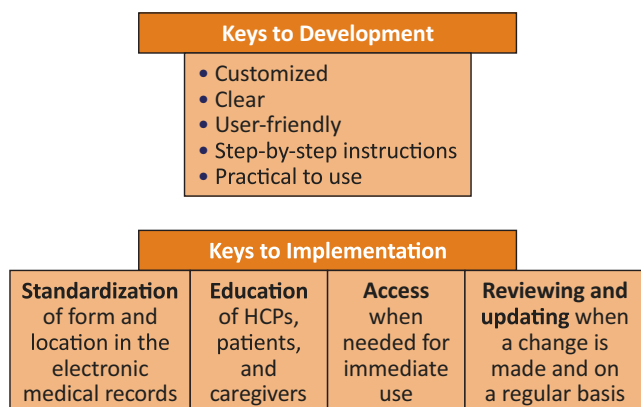 Keys to Development
• Customized
• Clear
• User-friendly
• Step-by-step instructions
• Practical to use
Keys to Implementation
Standardization
of form and
location in the
electronic
medical records
Education
of HCPs,
patients,
and
caregivers
Access
when
needed for
immediate
use
Reviewing and
updating when
a change is
made and on
a regular basis